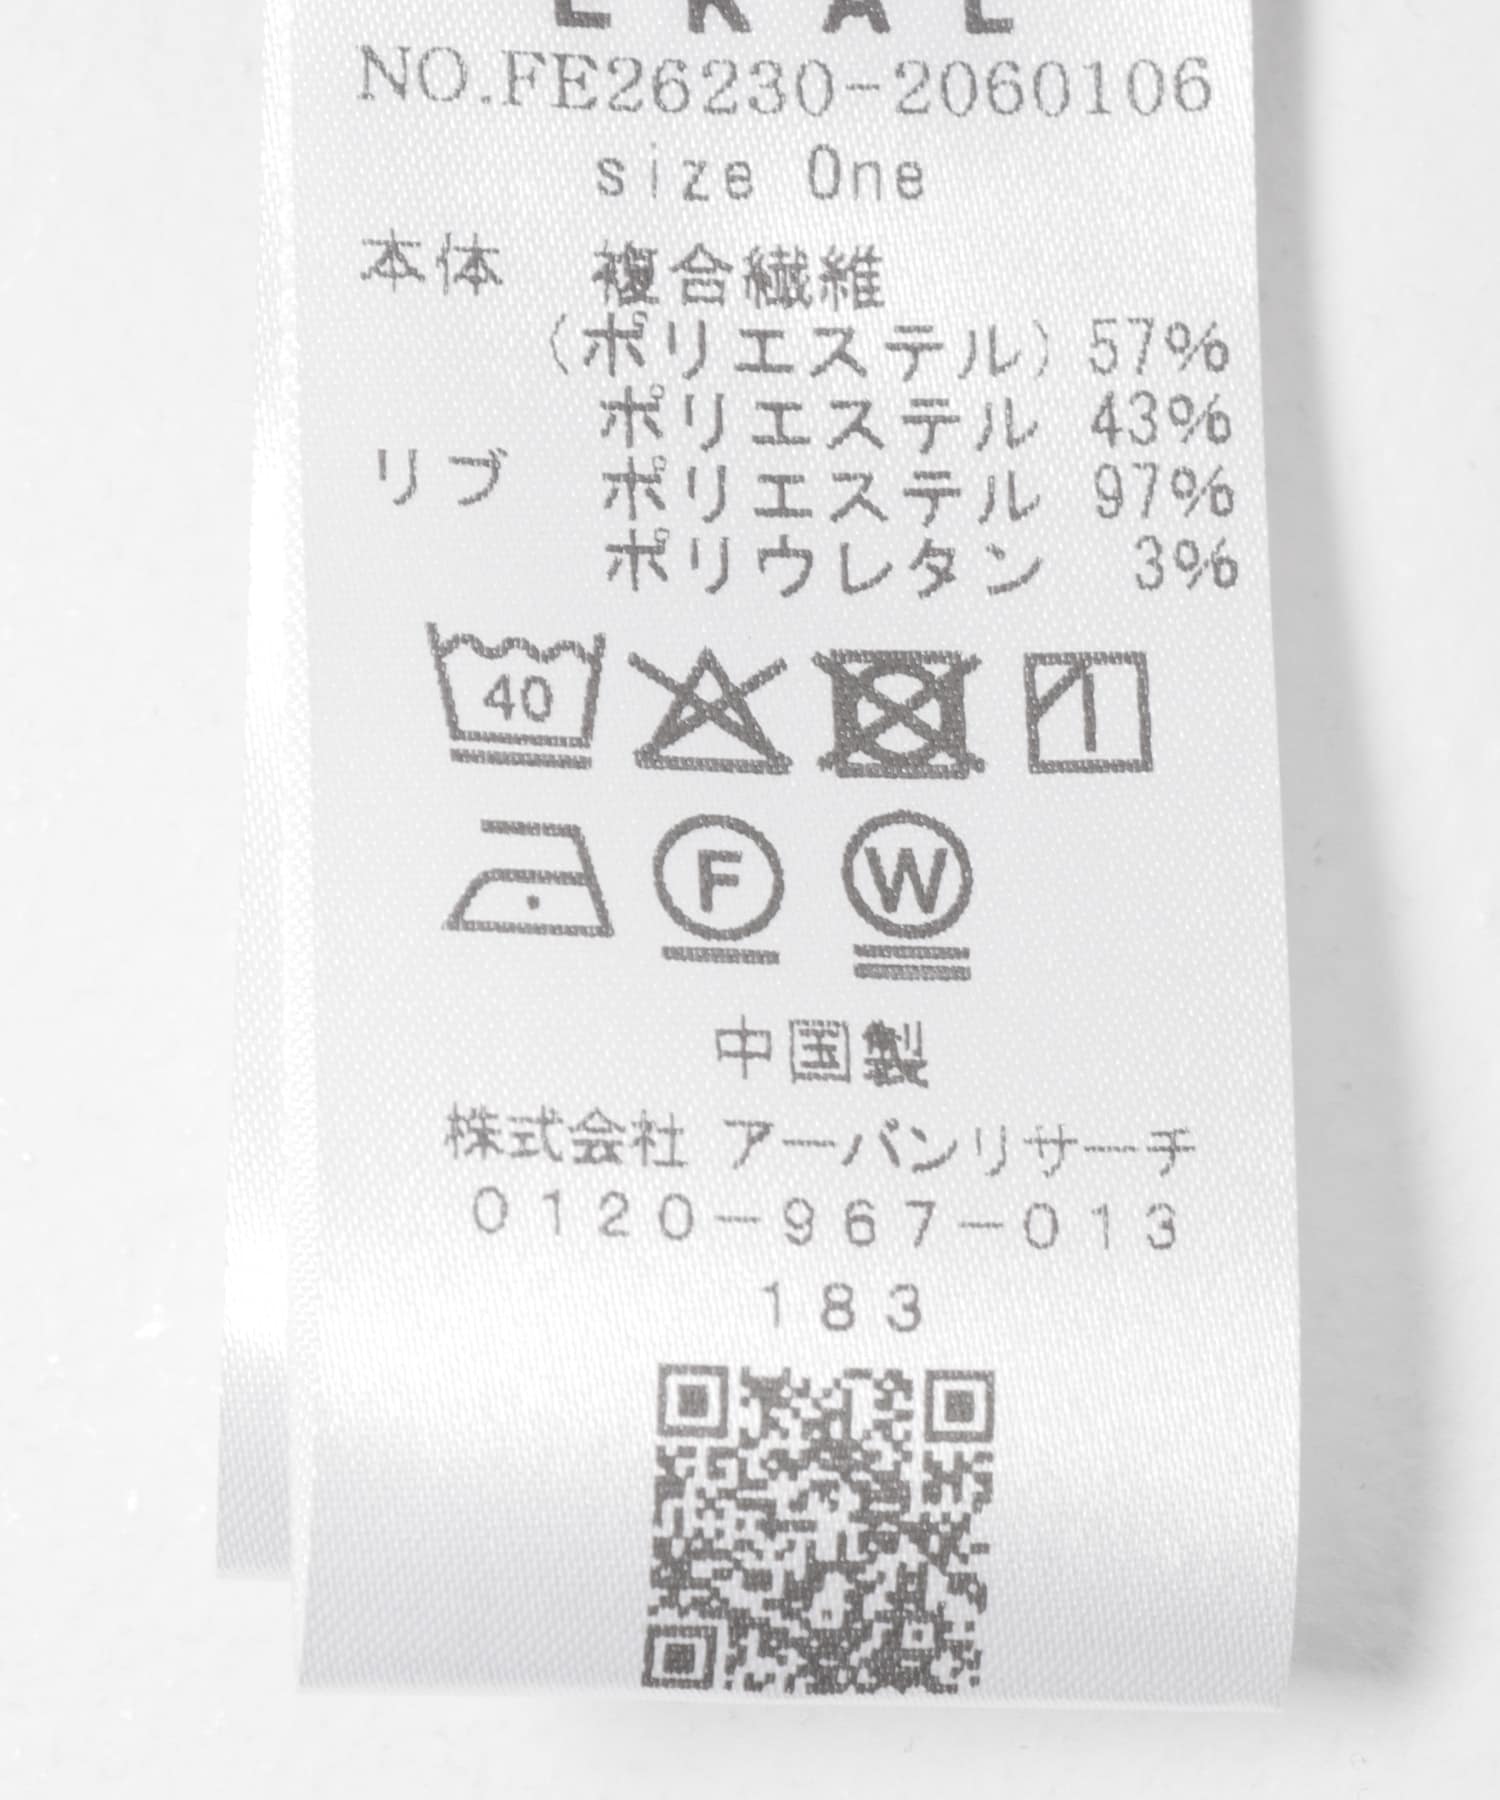 NO.FE26230-2060106
size One
本体 複合繊維
(ポリエステル) 57%
ポリエステル 43%
リブ ポリエステル 97%
ポリウレタン 3%
40
F W
中国製
株式会社 アーバンリサーチ
0120-967-013
183